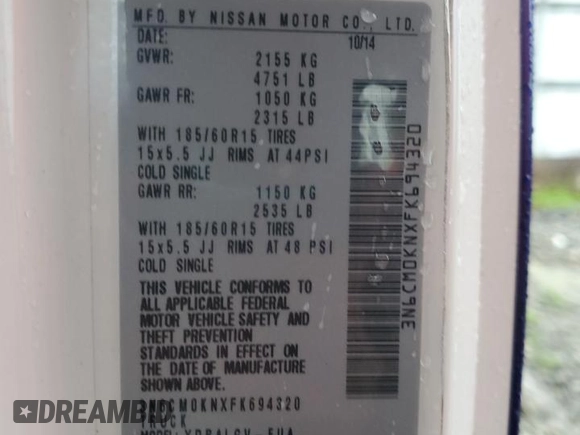 MFD. BY NISSAN MOTOR CO., LTD.
DATE: 10/14
GVWR: 2155 KG
4751 LB
GAWR FR: 1050 KG
2315 LB
WITH 185/60R15 TIRES
15x5.5 JJ RIMS AT 44PSI
COLD SINGLE
GAWR RR: 1150 KG
2535 LB
WITH 185/60R15 TIRES
15x5.5 JJ RIMS AT 48 PSI
COLD SINGLE
THIS VEHICLE CONFORMS TO
ALL APPLICABLE FEDERAL
MOTOR VEHICLE SAFETY AND
THEFT PREVENTION
STANDARDS IN EFFECT ON
THE DATE OF MANUFACTURE
SHOWN ABOVE.
3N6CM0KNXFK694320
TRUCK
3N6CM0KNXFK694320
DREAMBID